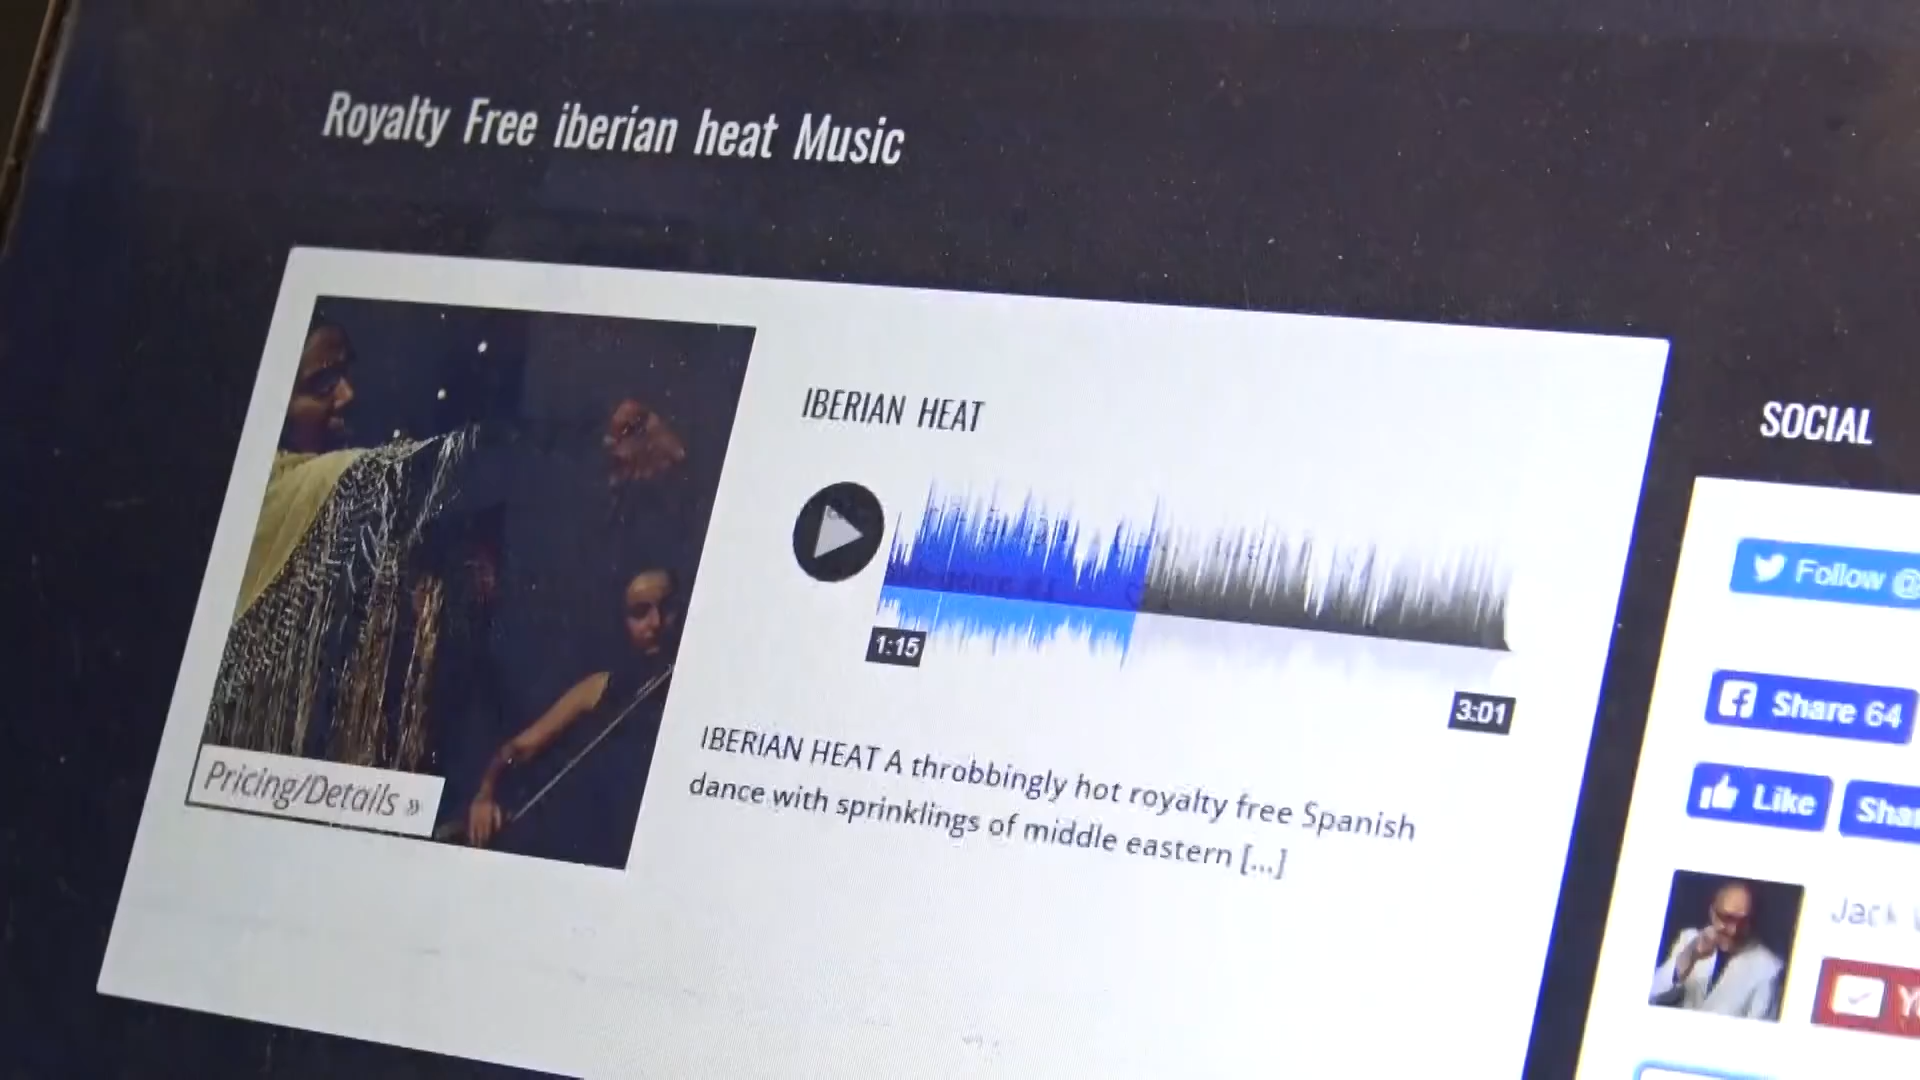 Royalty Free iberian heat Music
IBERIAN HEAT
1:15
3:01
IBERIAN HEAT A throbbingly hot royalty free Spanish
dance with sprinklings of middle eastern [...]
Pricing/Details »
SOCIAL
Follow @
Share 64
Like
Jack